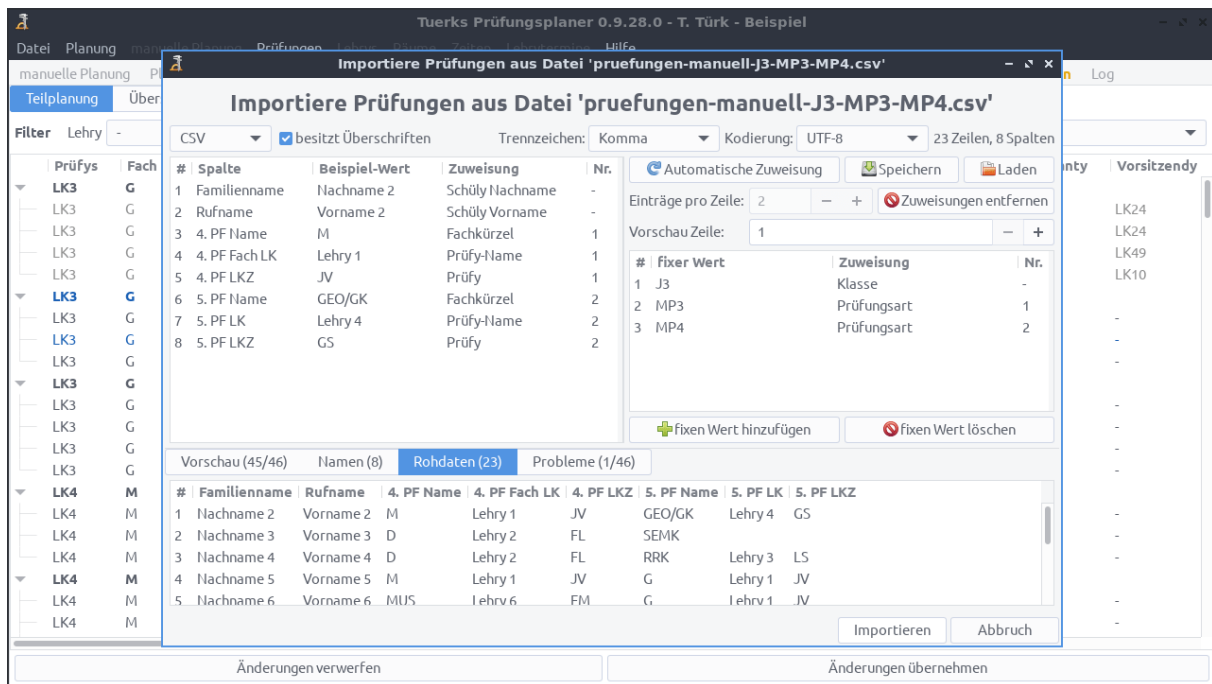 Tuerks Prüfungsplaner 0.9.28.0 - T. Türk - Beispiel
Datei Planung manuelle Planung Prüfungen Lehrys Räume Zeiten Lehrytermine Hilfe
Importiere Prüfungen aus Datei 'pruefungen-manuell-J3-MP3-MP4.csv'
manuelle Planung Log
Teilplanung
Filter Lehry -
Prüfys Fach Vorsitzendy
LK3 G
LK3 G LK24
LK3 G LK24
LK3 G LK49
LK3 G LK10
LK3 G
LK3 G -
LK3 G -
LK3 G -
LK3 G
LK3 G -
LK3 G -
LK3 G -
LK3 G -
LK4 M
LK4 M -
LK4 M -
LK4 M -
LK4 M
LK4 M -
LK4 M -
Importiere Prüfungen aus Datei 'pruefungen-manuell-J3-MP3-MP4.csv'
CSV besitzt Überschriften Trennzeichen: Komma Kodierung: UTF-8 23 Zeilen, 8 Spalten
# Spalte Beispiel-Wert Zuweisung Nr.
1 Familienname Nachname 2 Schüly Nachname -
2 Rufname Vorname 2 Schüly Vorname -
3 4. PF Name M Fachkürzel 1
4 4. PF Fach LK Lehry 1 Prüfy-Name 1
5 4. PF LKZ JV Prüfy 1
6 5. PF Name GEO/GK Fachkürzel 2
7 5. PF LK Lehry 4 Prüfy-Name 2
8 5. PF LKZ GS Prüfy 2
Automatische Zuweisung Speichern Laden
Einträge pro Zeile: 2 − + Zuweisungen entfernen
Vorschau Zeile: 1 − +
# fixer Wert Zuweisung Nr.
1 J3 Klasse -
2 MP3 Prüfungsart 1
3 MP4 Prüfungsart 2
fixen Wert hinzufügen fixen Wert löschen
Vorschau (45/46) Namen (8) Rohdaten (23) Probleme (1/46)
# Familienname Rufname 4. PF Name 4. PF Fach LK 4. PF LKZ 5. PF Name 5. PF LK 5. PF LKZ
1 Nachname 2 Vorname 2 M Lehry 1 JV GEO/GK Lehry 4 GS
2 Nachname 3 Vorname 3 D Lehry 2 FL SEMK
3 Nachname 4 Vorname 4 D Lehry 2 FL RRK Lehry 3 LS
4 Nachname 5 Vorname 5 M Lehry 1 JV G Lehry 1 JV
5 Nachname 6 Vorname 6 MUS Lehry 6 FM G Lehry 1 JV
Importieren Abbruch
Änderungen verwerfen Änderungen übernehmen